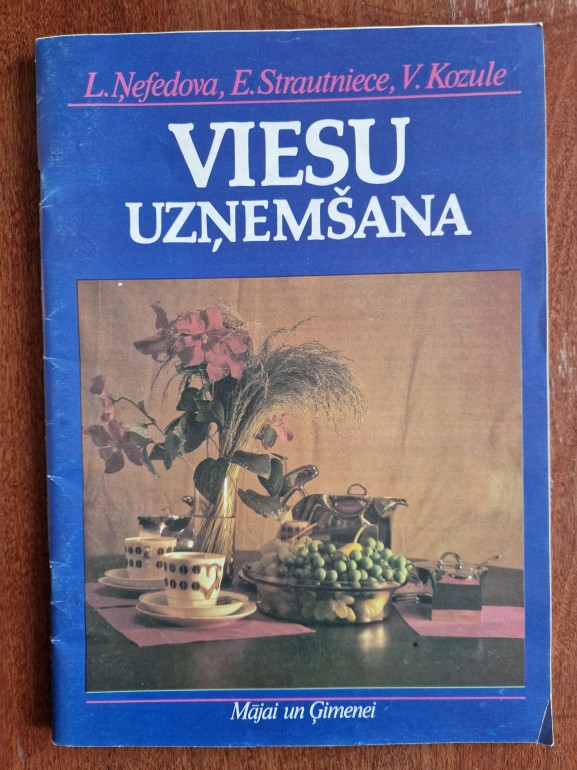 L. Ņefedova, E. Strautniece, V. Kozule
VIESU
UZŅEMŠANA
Mājai un Ģimenei